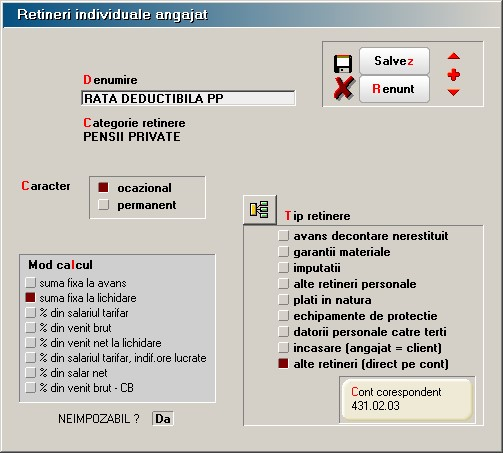 Retineri individuale angajat
Denumire
RATA DEDUCTIBILA PP
Categorie retinere
PENSII PRIVATE
Salvez
Renunt
Caracter
ocazional
permanent
Tip retinere
avans decontare nerestituit
garantii materiale
imputatii
alte retineri personale
plati in natura
echipamente de protectie
datorii personale catre terti
incasare (angajat = client)
alte retineri (direct pe cont)
Cont corespondent
431.02.03
Mod calcul
suma fixa la avans
suma fixa la lichidare
% din salariul tarifar
% din venit brut
% din venit net la lichidare
% din salariul tarifar, indif.ore lucrate
% din salar net
% din venit brut - CB
NEIMPOZABIL ? Da